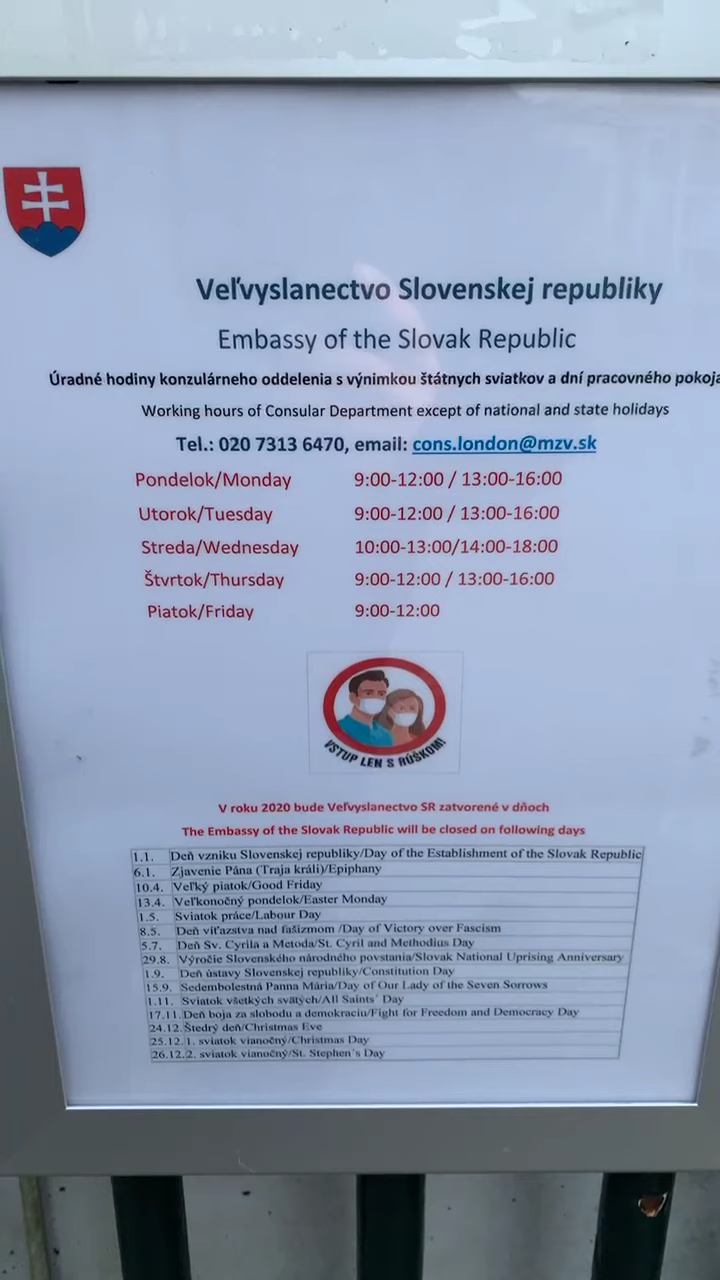 Veľvyslanectvo Slovenskej republiky
Embassy of the Slovak Republic
Úradné hodiny konzulárneho oddelenia s výnimkou štátnych sviatkov a dní pracovného pokoja
Working hours of Consular Department except of national and state holidays
Tel.: 020 7313 6470, email: cons.london@mzv.sk
Pondelok/Monday 9:00-12:00 / 13:00-16:00
Utorok/Tuesday 9:00-12:00 / 13:00-16:00
Streda/Wednesday 10:00-13:00/14:00-18:00
Štvrtok/Thursday 9:00-12:00 / 13:00-16:00
Piatok/Friday 9:00-12:00
VSTUP LEN S RÚŠKOM!
V roku 2020 bude Veľvyslanectvo SR zatvorené v dňoch
The Embassy of the Slovak Republic will be closed on following days
1.1. Deň vzniku Slovenskej republiky/Day of the Establishment of the Slovak Republic
6.1. Zjavenie Pána (Traja králi)/Epiphany
10.4. Veľký piatok/Good Friday
13.4. Veľkonočný pondelok/Easter Monday
1.5. Sviatok práce/Labour Day
8.5. Deň víťazstva nad fašizmom /Day of Victory over Fascism
5.7. Deň Sv. Cyrila a Metoda/St. Cyril and Methodius Day
29.8. Výročie Slovenského národného povstania/Slovak National Uprising Anniversary
1.9. Deň ústavy Slovenskej republiky/Constitution Day
15.9. Sedembolestná Panna Mária/Day of Our Lady of the Seven Sorrows
1.11. Sviatok všetkých svätých/All Saints´ Day
17.11. Deň boja za slobodu a demokraciu/Fight for Freedom and Democracy Day
24.12. Štedrý deň/Christmas Eve
25.12. 1. sviatok vianočný/Christmas Day
26.12. 2. sviatok vianočný/St. Stephen´s Day